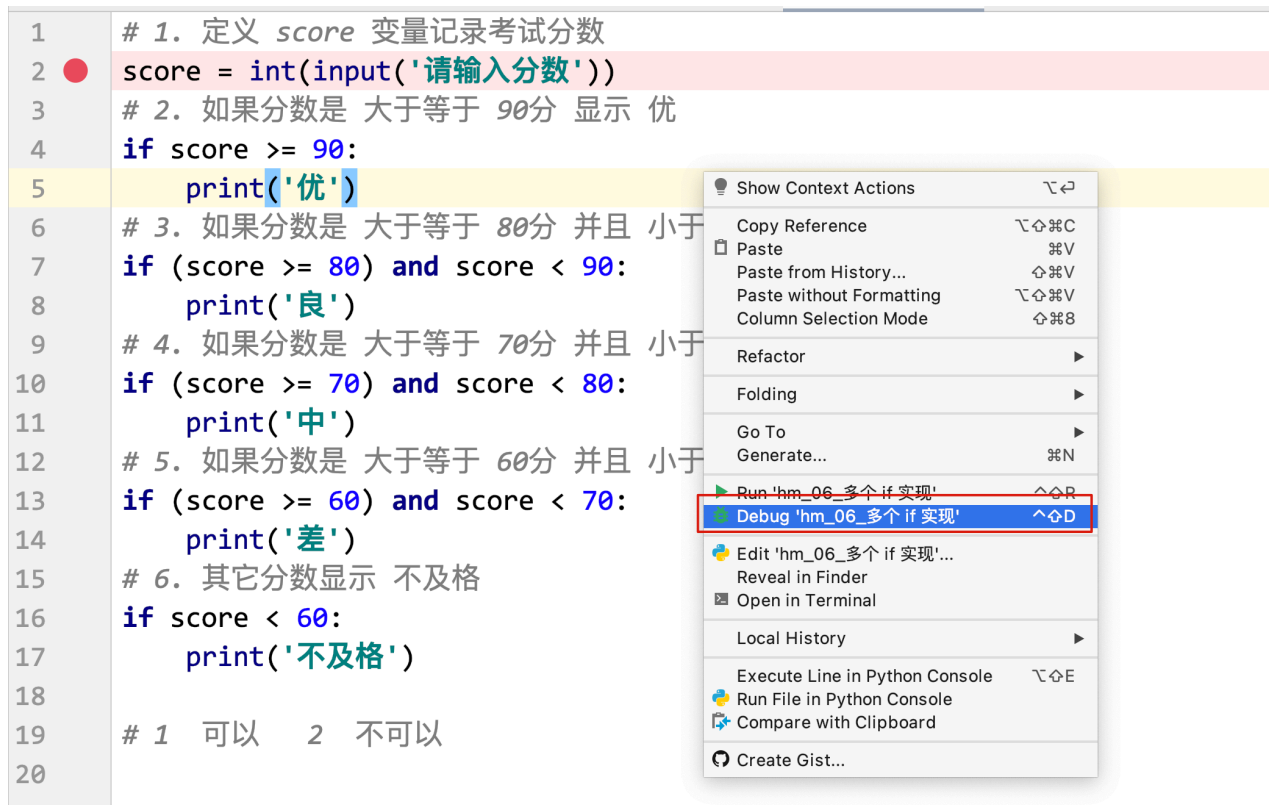 1 # 1. 定义 score 变量记录考试分数
2 score = int(input('请输入分数'))
3 # 2. 如果分数是 大于等于 90分 显示 优
4 if score >= 90:
5 print('优')
6 # 3. 如果分数是 大于等于 80分 并且 小于
7 if (score >= 80) and score < 90:
8 print('良')
9 # 4. 如果分数是 大于等于 70分 并且 小于
10 if (score >= 70) and score < 80:
11 print('中')
12 # 5. 如果分数是 大于等于 60分 并且 小于
13 if (score >= 60) and score < 70:
14 print('差')
15 # 6. 其它分数显示 不及格
16 if score < 60:
17 print('不及格')
18
19 # 1 可以 2 不可以
20
Show Context Actions ⌥⏎
Copy Reference ⌥⇧⌘C
Paste ⌘V
Paste from History... ⇧⌘V
Paste without Formatting ⌥⇧⌘V
Column Selection Mode ⇧⌘8
Refactor
Folding
Go To
Generate... ⌘N
Run 'hm_06_多个 if 实现' ^⇧R
Debug 'hm_06_多个 if 实现' ^⇧D
Edit 'hm_06_多个 if 实现'...
Reveal in Finder
Open in Terminal
Local History
Execute Line in Python Console ⌥⇧E
Run File in Python Console
Compare with Clipboard
Create Gist...